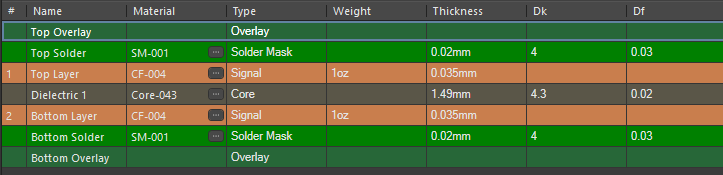 # Name Material Type Weight Thickness Dk Df
Top Overlay Overlay
Top Solder SM-001 ... Solder Mask 0.02mm 4 0.03
1 Top Layer CF-004 ... Signal 1oz 0.035mm
Dielectric 1 Core-043 ... Core 1.49mm 4.3 0.02
2 Bottom Layer CF-004 ... Signal 1oz 0.035mm
Bottom Solder SM-001 ... Solder Mask 0.02mm 4 0.03
Bottom Overlay Overlay